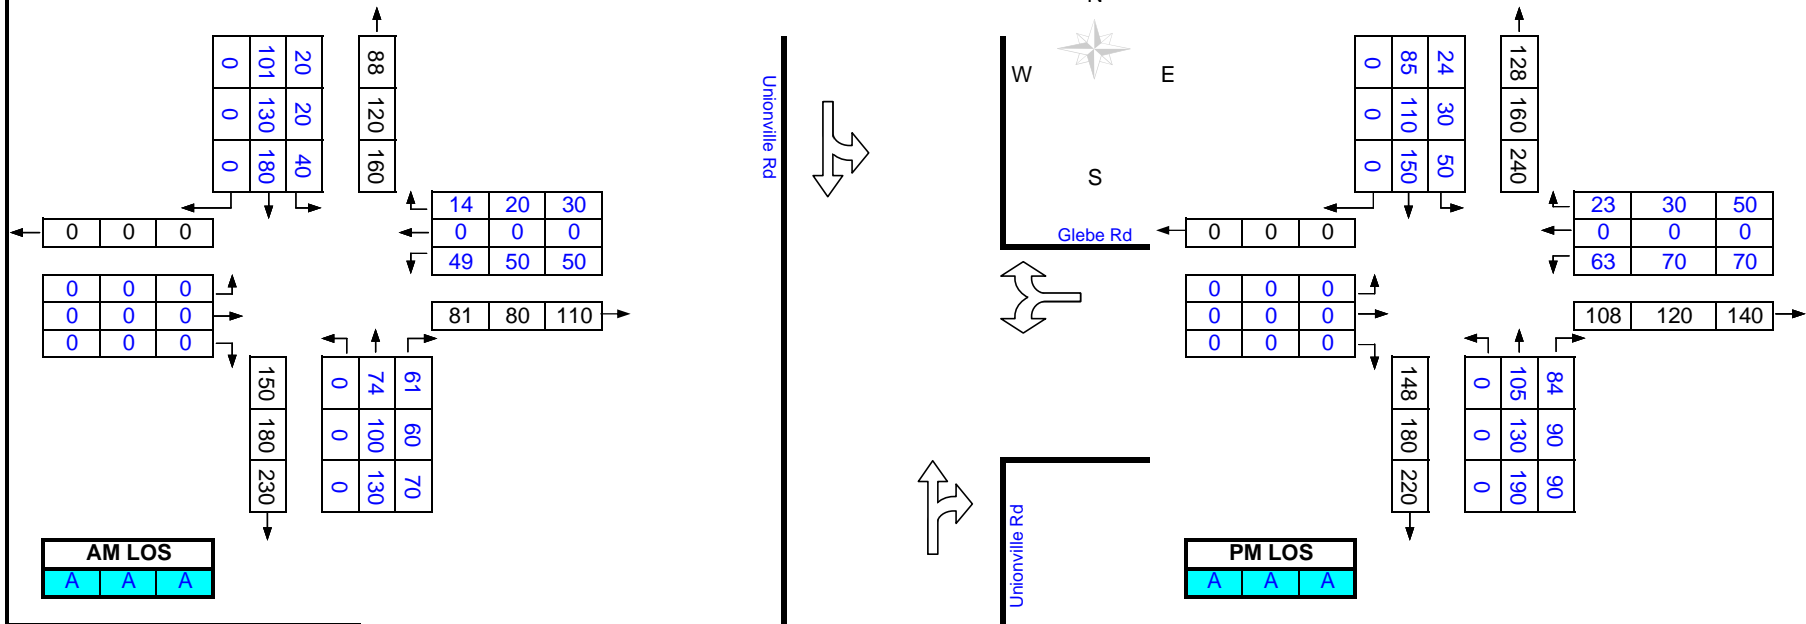 20 20 40
101 130 180
0 0 0
88 120 160
0 0 0
14 20 30
0 0 0
49 50 50
0 0 0
0 0 0
0 0 0
81 80 110
150 180 230
0 0 0
74 100 130
61 60 70
AM LOS
A A A
Unionville Rd
W
E
S
Glebe Rd
Unionville Rd
24 30 50
85 110 150
0 0 0
128 160 240
0 0 0
23 30 50
0 0 0
63 70 70
0 0 0
0 0 0
0 0 0
108 120 140
148 180 220
0 0 0
105 130 190
84 90 90
PM LOS
A A A